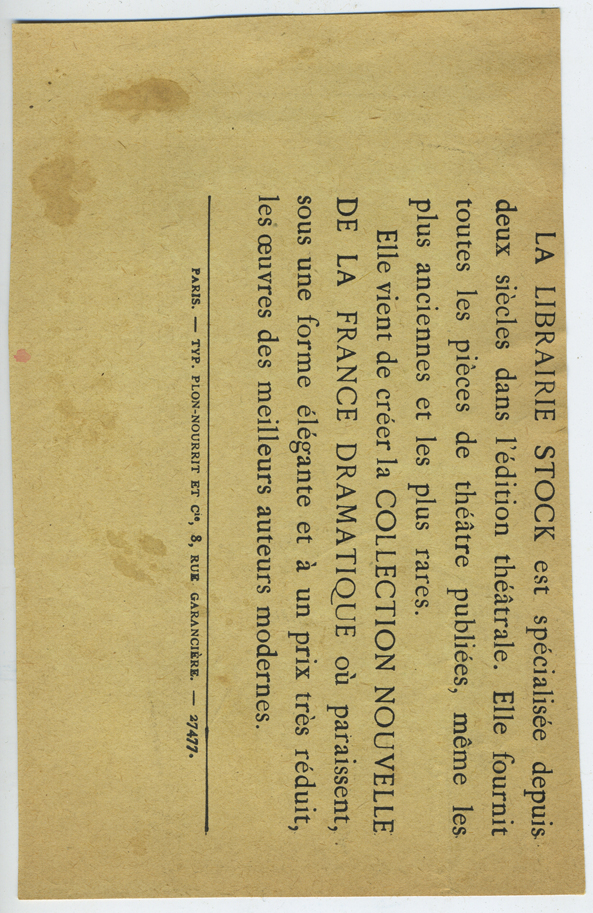 LA LIBRAIRIE STOCK est spécialisée depuis
deux siècles dans l'édition théâtrale. Elle fournit
toutes les pièces de théâtre publiées, même les
plus anciennes et les plus rares.
Elle vient de créer la COLLECTION NOUVELLE
DE LA FRANCE DRAMATIQUE où paraissent,
sous une forme élégante et à un prix très réduit,
les œuvres des meilleurs auteurs modernes.
PARIS. — TYP. PLON-NOURRIT ET Cie, 8, RUE GARANCIÈRE. — 27477.